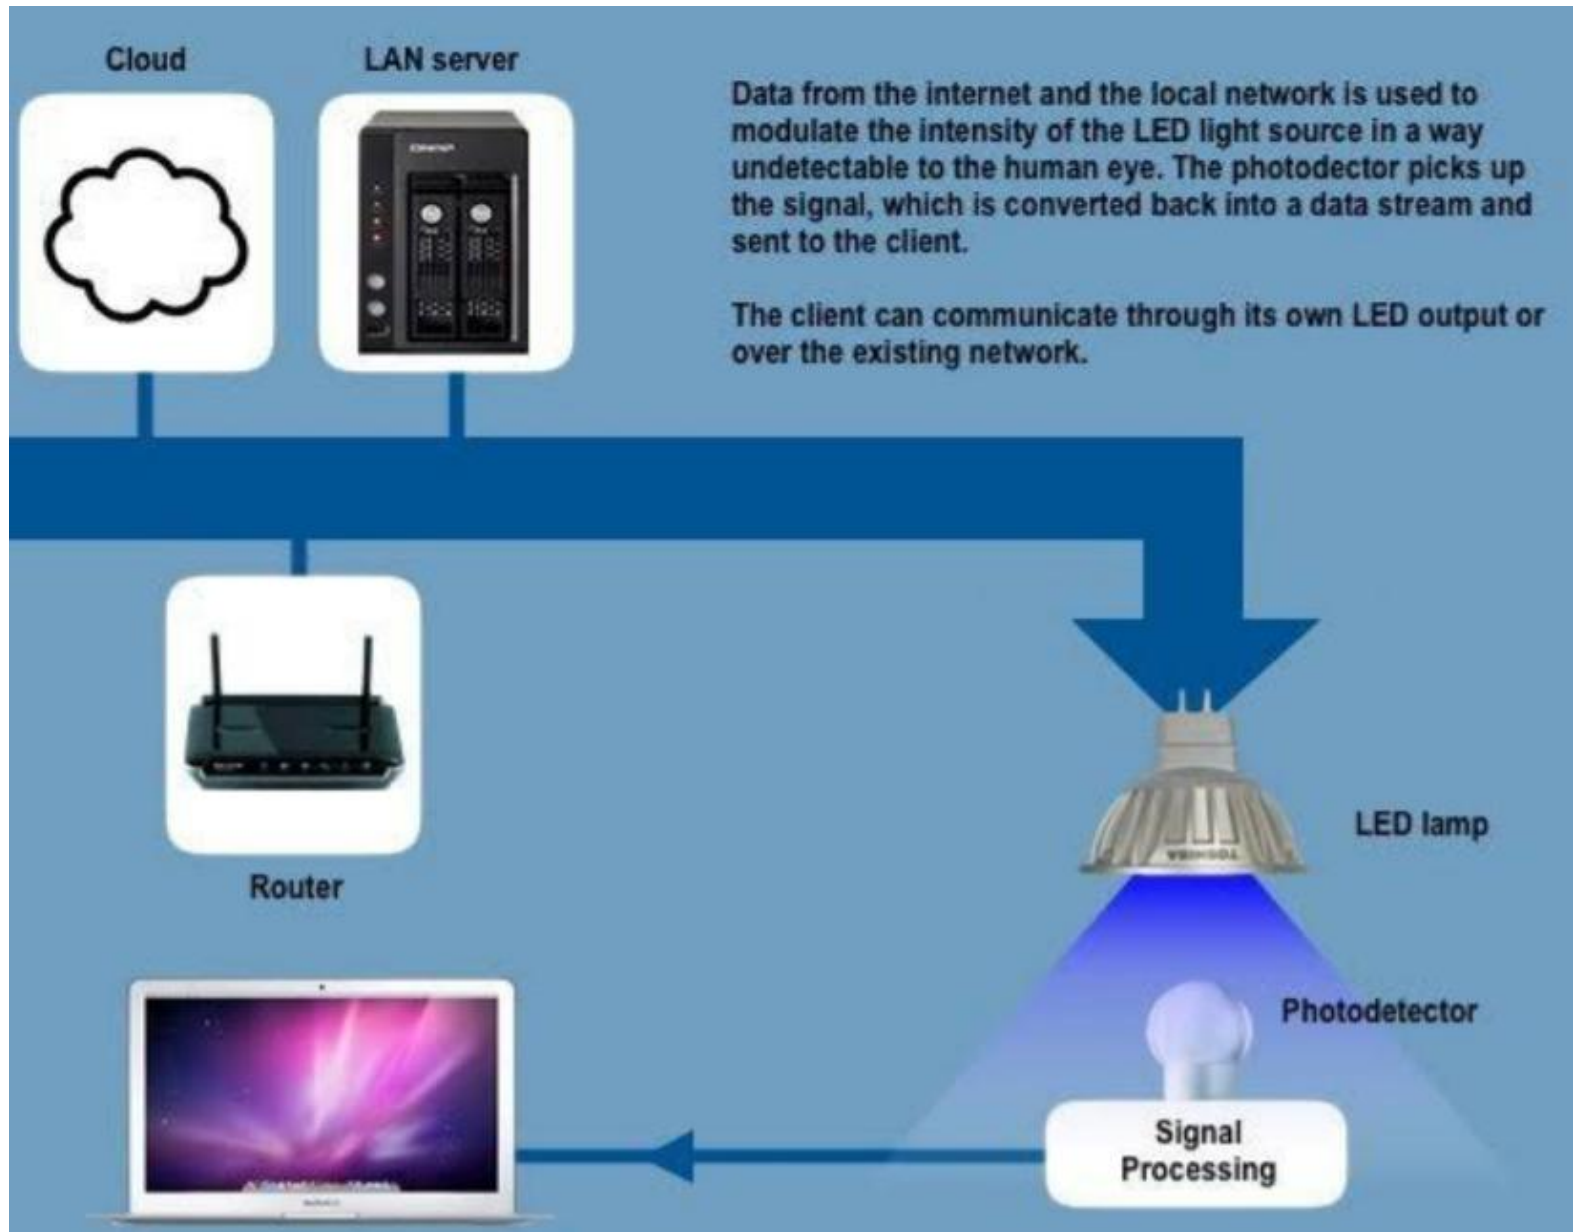 Cloud
LAN server
Data from the internet and the local network is used to
modulate the intensity of the LED light source in a way
undetectable to the human eye. The photodector picks up
the signal, which is converted back into a data stream and
sent to the client.
The client can communicate through its own LED output or
over the existing network.
QNAP
Router
TOSHIBA
LED lamp
Photodetector
Signal
Processing